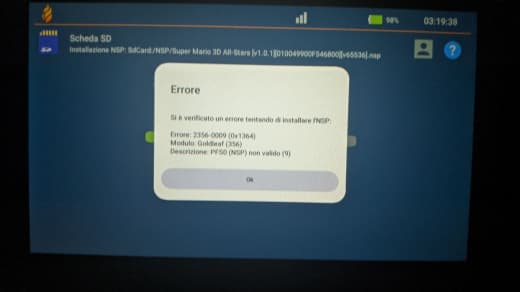 98%
03:19:38
Scheda SD
Installazione NSP: SdCard:/NSP/Super Mario 3D All-Stars [v1.0.1][010049900F546800][v65536].nsp
Errore
Si è verificato un errore tentando di installare l'NSP:
Errore: 2356-0009 (0x1364)
Modulo: Goldleaf (356)
Descrizione: PFS0 (NSP) non valido (9)
Ok